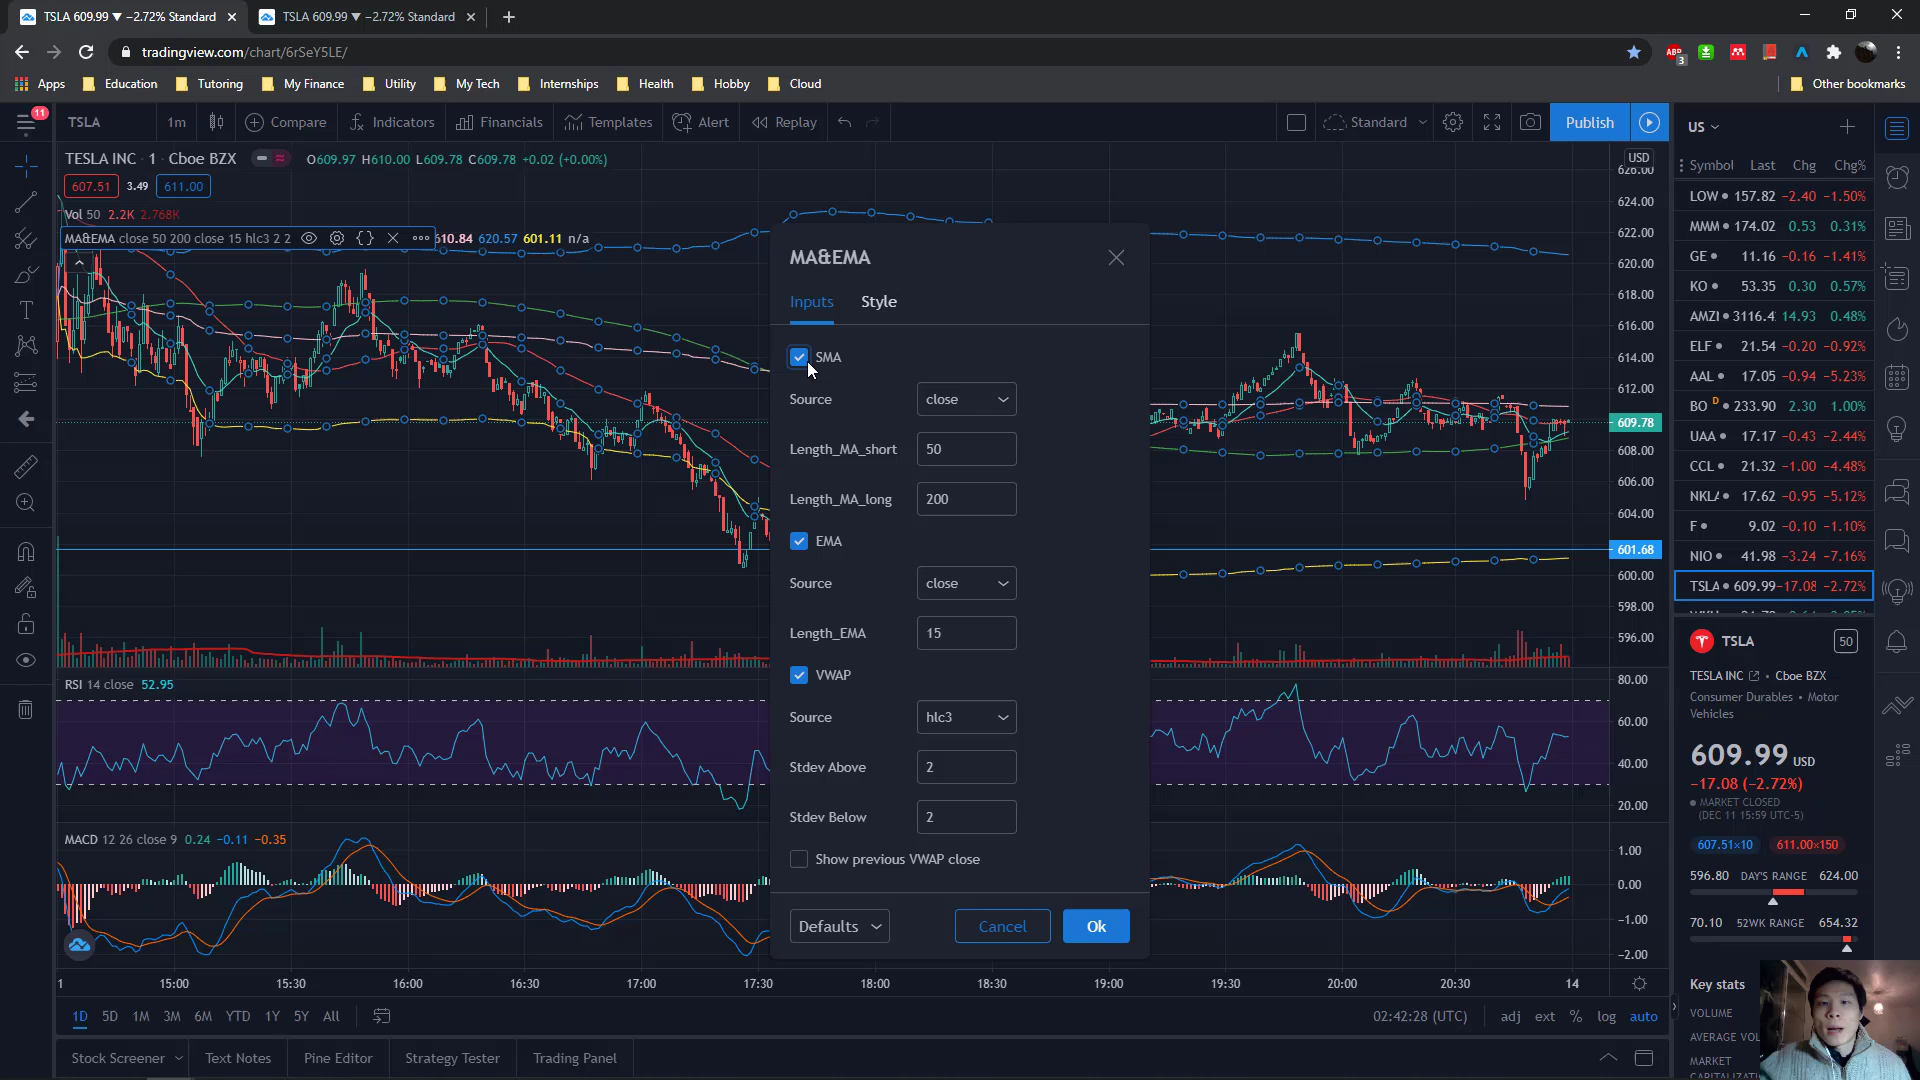 TSLA 609.99 ▼ −2.72% Standard
TSLA 609.99 ▼ −2.72% Standard
tradingview.com/chart/6rSeY5LE/
ABP
3
Apps
Education
Tutoring
My Finance
Utility
My Tech
Internships
Health
Hobby
Cloud
Other bookmarks
11
TSLA
1m
Compare
Indicators
Financials
Templates
Alert
Replay
Standard
Publish
US
TESLA INC · 1 · Cboe BZX
O609.97 H610.00 L609.78 C609.78 +0.02 (+0.00%)
607.51 3.49 611.00
Vol 50 2.2K 2.768K
MA&EMA close 50 200 close 15 hlc3 2 2
610.84 620.57 601.11 n/a
USD
626.00
624.00
622.00
620.00
618.00
616.00
614.00
612.00
609.78
608.00
606.00
604.00
601.68
600.00
598.00
596.00
MA&EMA
Inputs
Style
SMA
Source
close
Length_MA_short
50
Length_MA_long
200
EMA
Source
close
Length_EMA
15
VWAP
Source
hlc3
Stdev Above
2
Stdev Below
2
Show previous VWAP close
Defaults
Cancel
Ok
RSI 14 close 52.95
80.00
60.00
40.00
20.00
MACD 12 26 close 9 0.24 −0.11 −0.35
1.00
0.00
−1.00
−2.00
1
15:00
15:30
16:00
16:30
17:00
17:30
18:00
18:30
19:00
19:30
20:00
20:30
14
1D 5D 1M 3M 6M YTD 1Y 5Y All
02:42:28 (UTC)
adj ext % log auto
Stock Screener
Text Notes
Pine Editor
Strategy Tester
Trading Panel
Symbol Last Chg Chg%
LOW 157.82 −2.40 −1.50%
MMM 174.02 0.53 0.31%
GE 11.16 −0.16 −1.41%
KO 53.35 0.30 0.57%
AMZI 3116.4 14.93 0.48%
ELF 21.54 −0.20 −0.92%
AAL 17.05 −0.94 −5.23%
BO D 233.90 2.30 1.00%
UAA 17.17 −0.43 −2.44%
CCL 21.32 −1.00 −4.48%
NKLA 17.62 −0.95 −5.12%
F 9.02 −0.10 −1.10%
NIO 41.98 −3.24 −7.16%
TSLA 609.99 −17.08 −2.72%
TSLA
50
TESLA INC • Cboe BZX
Consumer Durables • Motor
Vehicles
609.99 USD
−17.08 (−2.72%)
MARKET CLOSED
(DEC 11 15:59 UTC-5)
607.51×10 611.00×150
596.80 DAY'S RANGE 624.00
70.10 52WK RANGE 654.32
Key stats
VOLUME
AVERAGE VOL
MARKET